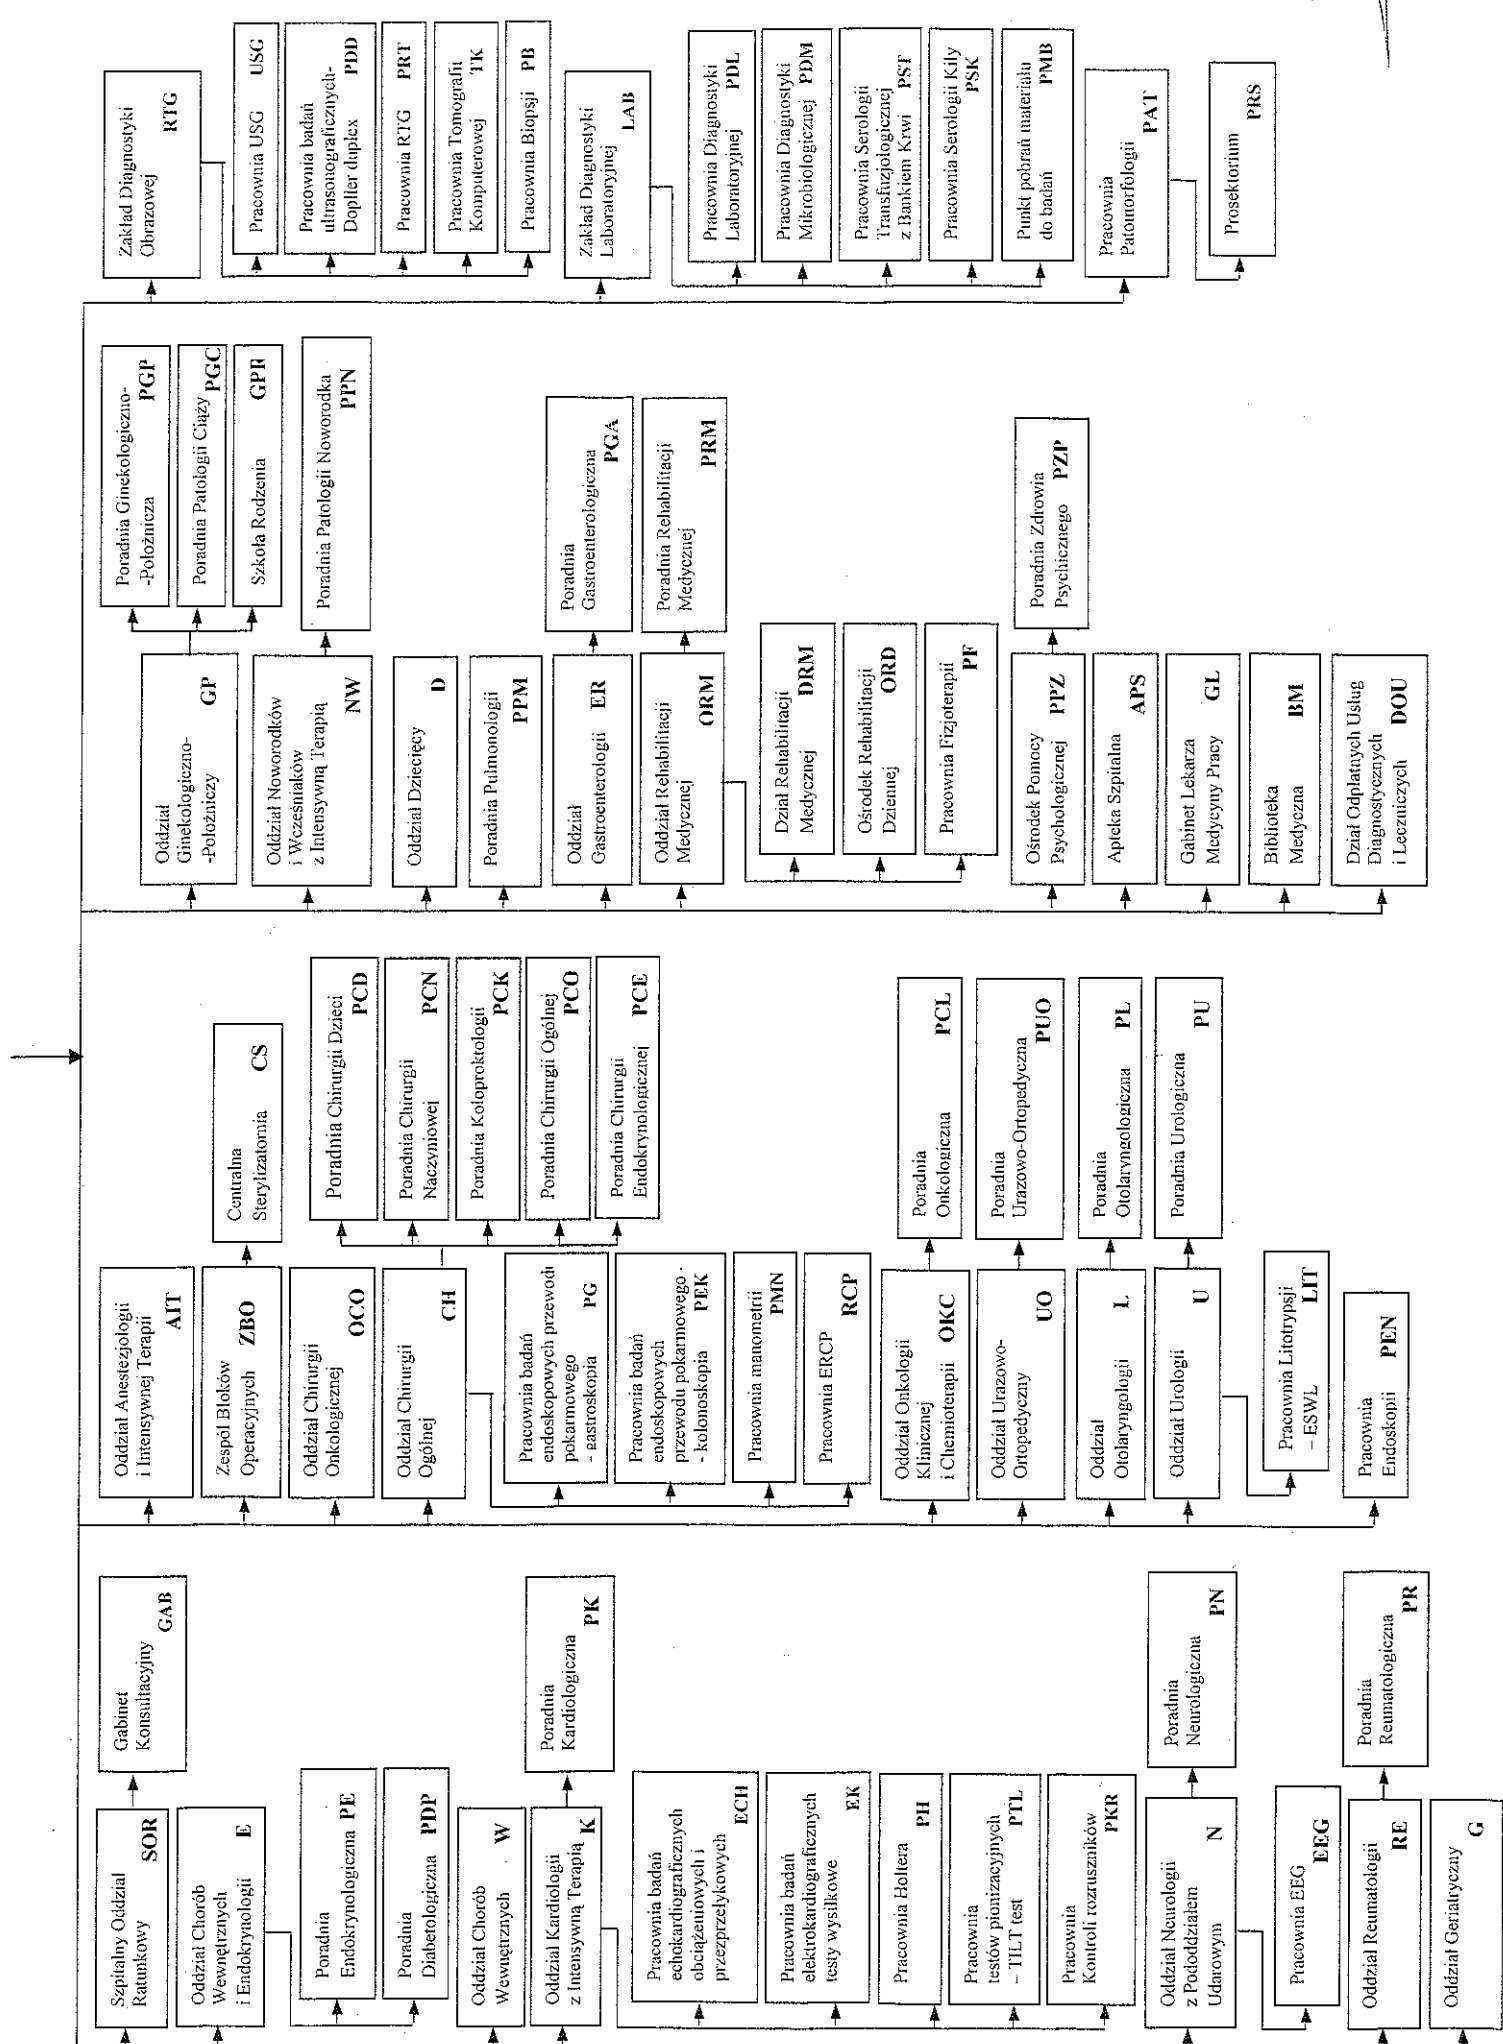 Szpitalny Oddział
Ratunkowy SOR
Gabinet
Konsultacyjny
GAB
Oddział Chorób
Wewnętrznych
i Endokrynologii E
Poradnia
Endokrynologiczna PE
Poradnia
Diabetologiczna PDP
Oddział Chorób
Wewnętrznych W
Oddział Kardiologii
z Intensywną Terapią K
Poradnia
Kardiologiczna
PK
Pracownia badań
echokardiograficznych
obciążeniowych i
przezprzełykowych ECH
Pracownia badań
elektrokardiograficznych
testy wysiłkowe EK
Pracownia Holtera
PH
Pracownia
testów pionizacyjnych
– TILT test PTL
Pracownia
Kontroli rozruszników
PKR
Oddział Neurologii
z Pododdziałem
Udarowym N
Poradnia
Neurologiczna
PN
Pracownia EEG
EEG
Oddział Reumatologii
RE
Poradnia
Reumatologiczna
PR
Oddział Geriatryczny
G
Oddział Anestezjologii
i Intensywnej Terapii
AIT
Zespół Bloków
Operacyjnych ZBO
Centralna
Sterylizatornia CS
Oddział Chirurgii
Onkologicznej
OCO
Oddział Chirurgii
Ogólnej CH
Poradnia Chirurgii Dzieci
PCD
Poradnia Chirurgii
Naczyniowej PCN
Poradnia Koloproktologii
PCK
Poradnia Chirurgii Ogólnej
PCO
Poradnia Chirurgii
Endokrynologicznej PCE
Pracownia badań
endoskopowych przewodu
pokarmowego
- gastroskopia PG
Pracownia badań
endoskopowych
przewodu pokarmowego -
- kolonoskopia PEK
Pracownia manometrii
PMN
Pracownia ERCP
RCP
Oddział Onkologii
Klinicznej
i Chemioterapii OKC
Poradnia
Onkologiczna
PCL
Oddział Urazowo-
Ortopedyczny
UO
Poradnia
Urazowo-Ortopedyczna
PUO
Oddział
Otolaryngologii L
Poradnia
Otolaryngologiczna PL
Oddział Urologii
U
Poradnia Urologiczna
PU
Pracownia Litotrypsji
– ESWL LIT
Pracownia
Endoskopii PEN
Oddział
Ginekologiczno-
-Położniczy GP
Poradnia Ginekologiczno-
-Położnicza PGP
Poradnia Patologii Ciąży PGC
Szkoła Rodzenia GPR
Oddział Noworodków
i Wcześniaków
z Intensywną Terapią
NW
Poradnia Patologii Noworodka
PPN
Oddział Dziecięcy D
Poradnia Pulmonologii
PPM
Oddział
Gastroenterologii ER
Poradnia
Gastroenterologiczna
PGA
Oddział Rehabilitacji
Medycznej
ORM
Poradnia Rehabilitacji
Medycznej
PRM
Dział Rehabilitacji
Medycznej DRM
Ośrodek Rehabilitacji
Dziennej ORD
Pracownia Fizjoterapii
PF
Ośrodek Pomocy
Psychologicznej PPZ
Poradnia Zdrowia
Psychicznego PZP
Apteka Szpitalna APS
Gabinet Lekarza
Medycyny Pracy GL
Biblioteka
Medyczna BM
Dział Odpłatnych Usług
Diagnostycznych
i Leczniczych DOU
Zakład Diagnostyki
Obrazowej
RTG
Pracownia USG USG
Pracownia badań
ultrasonograficznych-
Doppler duplex PDD
Pracownia RTG PRT
Pracownia Tomografii
Komputerowej TK
Pracownia Biopsji PB
Zakład Diagnostyki
Laboratoryjnej
LAB
Pracownia Diagnostyki
Laboratoryjnej PDL
Pracownia Diagnostyki
Mikrobiologicznej PDM
Pracownia Serologii
Transfuzjologicznej
z Bankiem Krwi PST
Pracownia Serologii Kiły
PSK
Punkt pobrań materiału
do badań PMB
Pracownia
Patomorfologii
PAT
Prosektorium
PRS